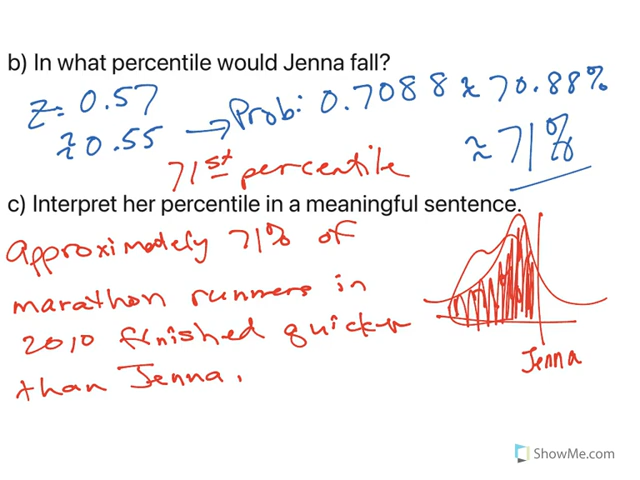 b) In what percentile would Jenna fall?
Z= 0.57 → Prob: 0.7088 ≈ 70.88%
≈ 0.55
≈ 71%
71st percentile
c) Interpret her percentile in a meaningful sentence.
Approximately 71% of
marathon runners in
2010 finished quicker
than Jenna.
Jenna
ShowMe.com